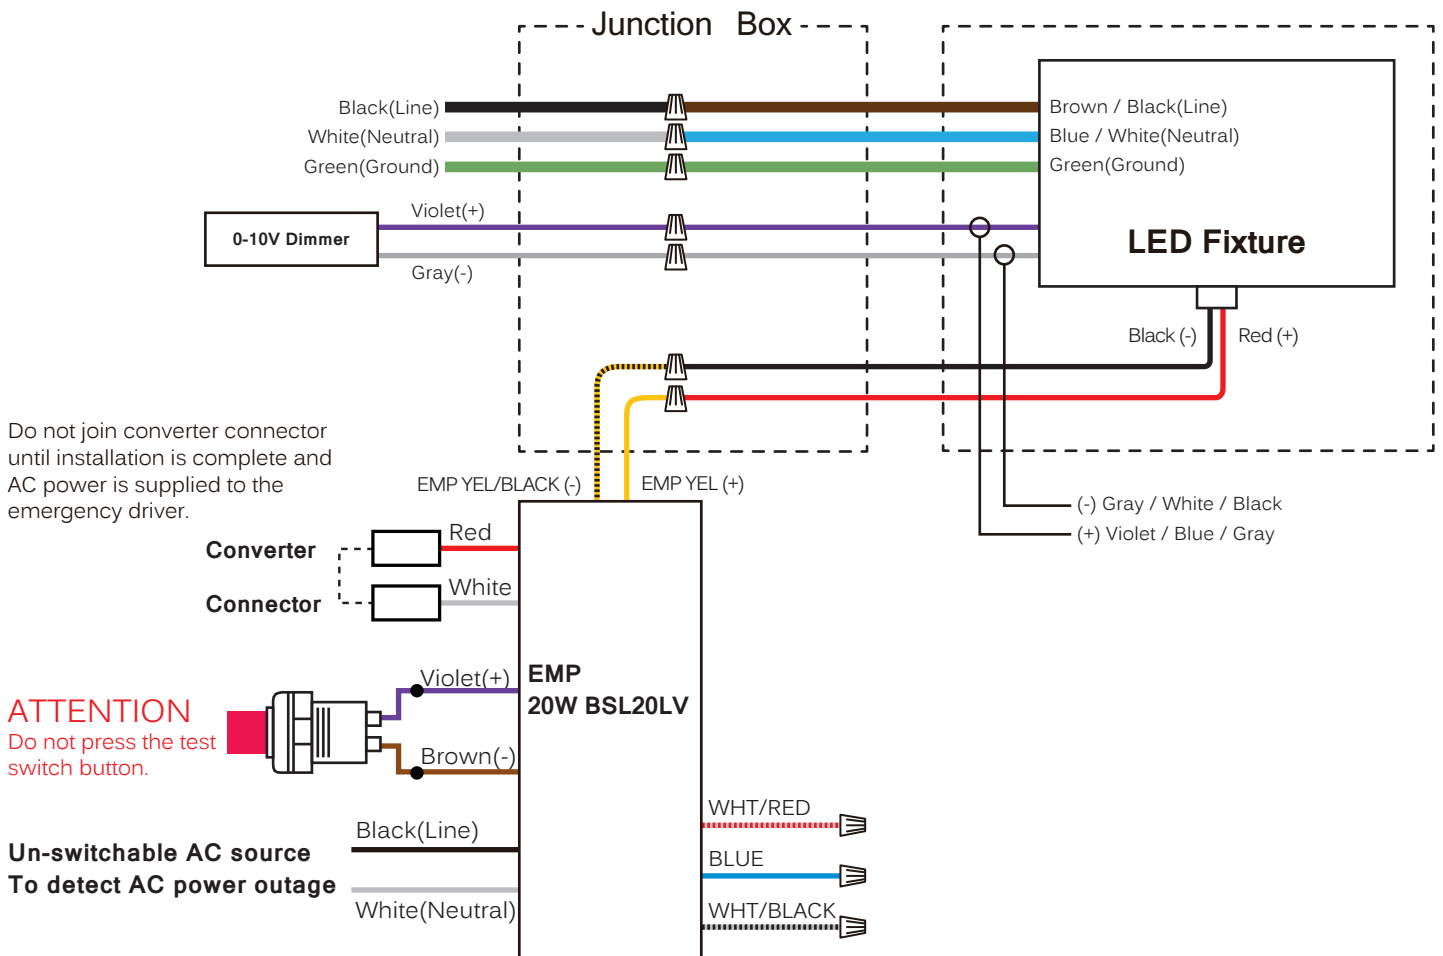 Junction Box
Black(Line)
White(Neutral)
Green(Ground)
Brown / Black(Line)
Blue / White(Neutral)
Green(Ground)
0-10V Dimmer
Violet(+)
Gray(-)
LED Fixture
Black (-)
Red (+)
(-) Gray / White / Black
(+) Violet / Blue / Gray
Do not join converter connector
until installation is complete and
AC power is supplied to the
emergency driver.
EMP YEL/BLACK (-)
EMP YEL (+)
Converter
Red
Connector
White
EMP
20W BSL20LV
Violet(+)
Brown(-)
ATTENTION
Do not press the test
switch button.
Black(Line)
Un-switchable AC source
To detect AC power outage
White(Neutral)
WHT/RED
BLUE
WHT/BLACK